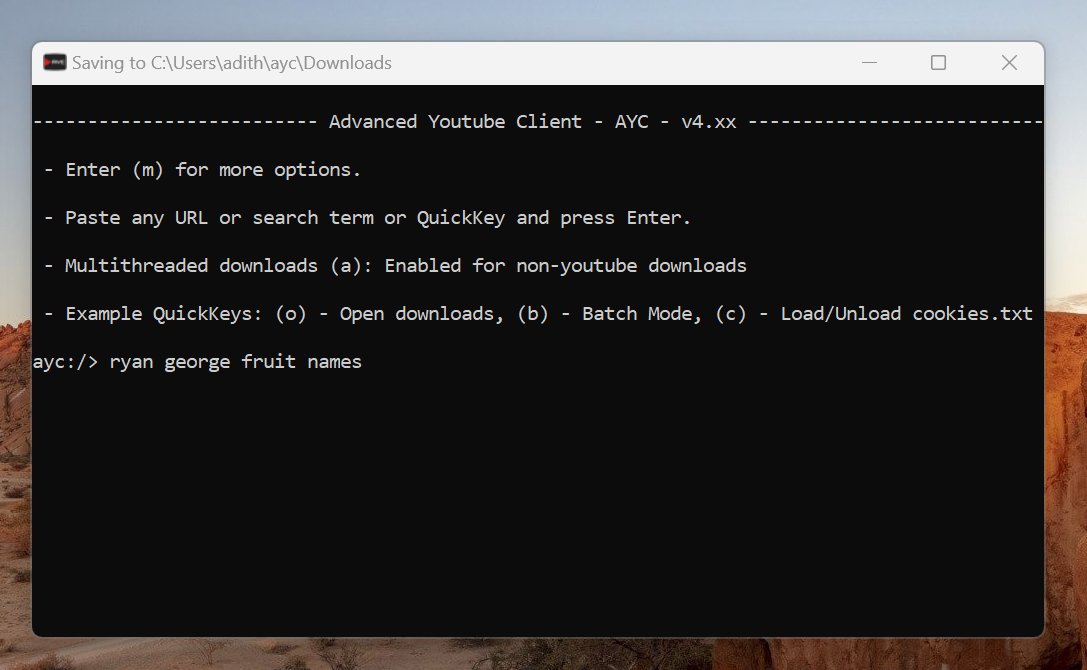 Saving to C:\Users\adith\ayc\Downloads
-------------------------- Advanced Youtube Client - AYC - v4.xx ---------------------------
- Enter (m) for more options.
- Paste any URL or search term or QuickKey and press Enter.
- Multithreaded downloads (a): Enabled for non-youtube downloads
- Example QuickKeys: (o) - Open downloads, (b) - Batch Mode, (c) - Load/Unload cookies.txt
ayc:/> ryan george fruit names